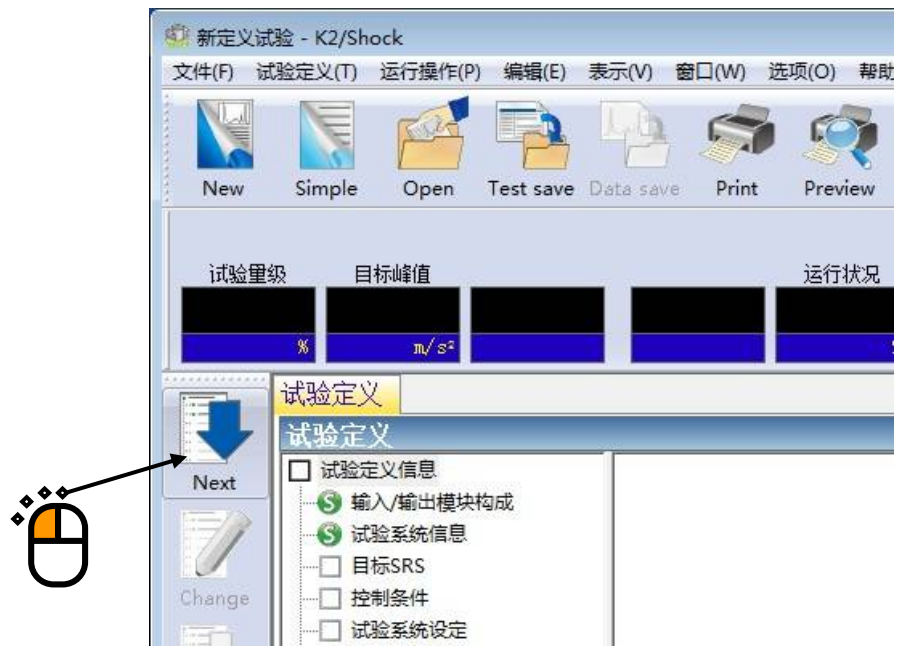 新定义试验 - K2/Shock
文件(F) 试验定义(T) 运行操作(P) 编辑(E) 表示(V) 窗口(W) 选项(O) 帮助
New Simple Open Test save Data save Print Preview
试验量级 目标峰值 运行状况
% m/s²
试验定义
试验定义
Next
试验定义信息
S 输入/输出模块构成
S 试验系统信息
目标SRS
Change
控制条件
试验系统设定